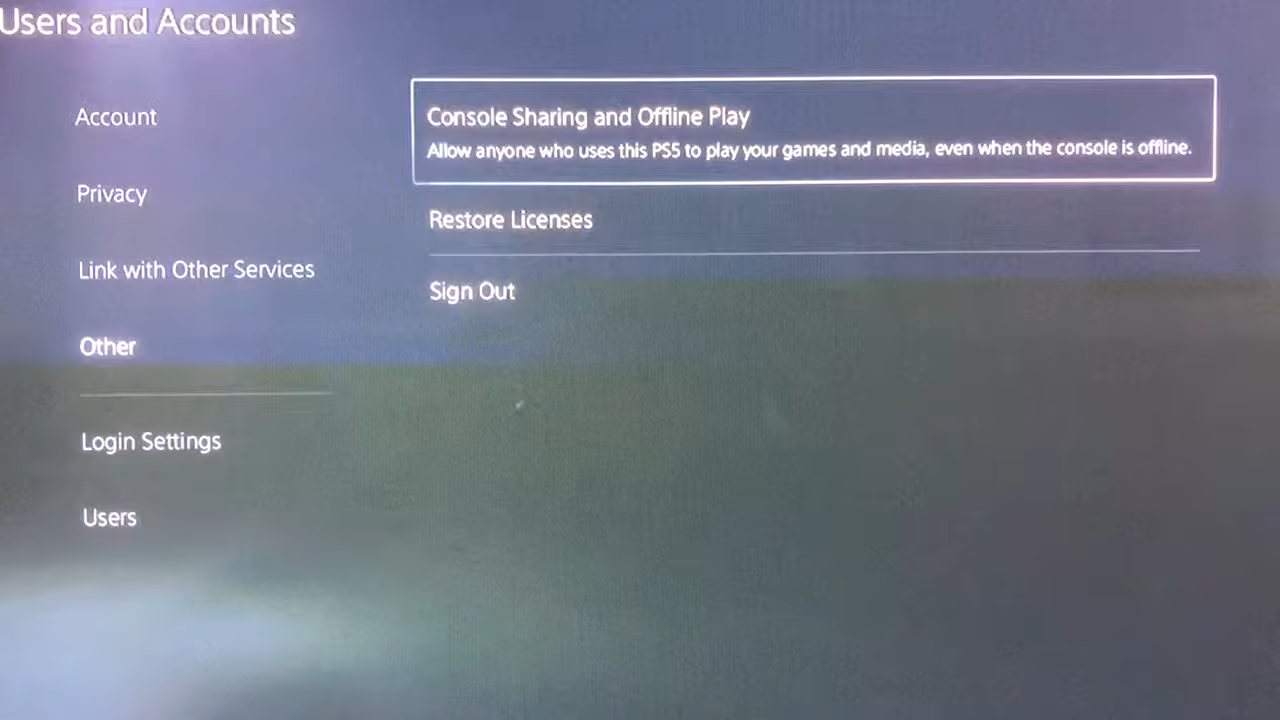 Users and Accounts
Account
Privacy
Link with Other Services
Other
Login Settings
Users
Console Sharing and Offline Play
Allow anyone who uses this PS5 to play your games and media, even when the console is offline.
Restore Licenses
Sign Out